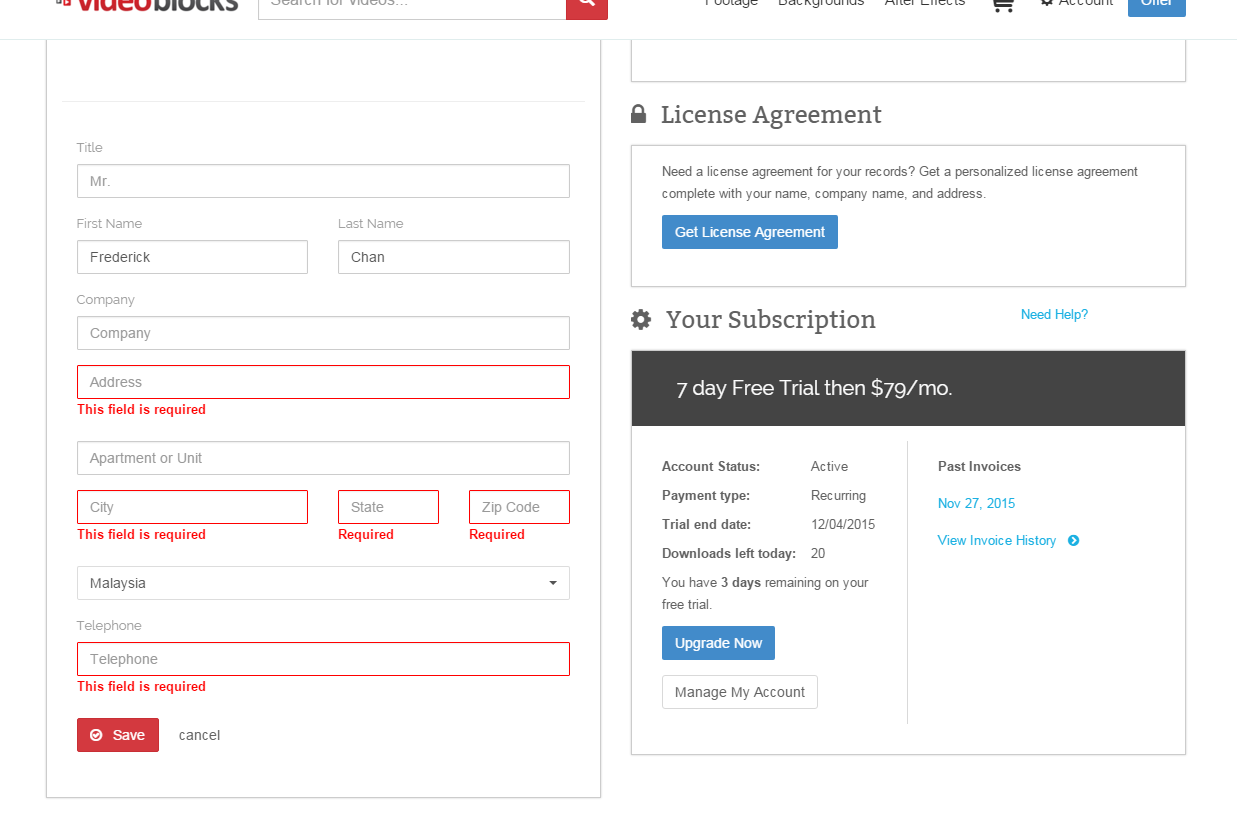 videoblocks
Search for videos...
Footage Backgrounds After Effects Account Offer
Title
Mr.
First Name Last Name
Frederick Chan
Company
Company
Address
This field is required
Apartment or Unit
City State Zip Code
This field is required Required Required
Malaysia
Telephone
Telephone
This field is required
Save cancel
License Agreement
Need a license agreement for your records? Get a personalized license agreement
complete with your name, company name, and address.
Get License Agreement
Your Subscription Need Help?
7 day Free Trial then $79/mo.
Account Status: Active
Payment type: Recurring
Trial end date: 12/04/2015
Downloads left today: 20
You have 3 days remaining on your
free trial.
Upgrade Now
Manage My Account
Past Invoices
Nov 27, 2015
View Invoice History